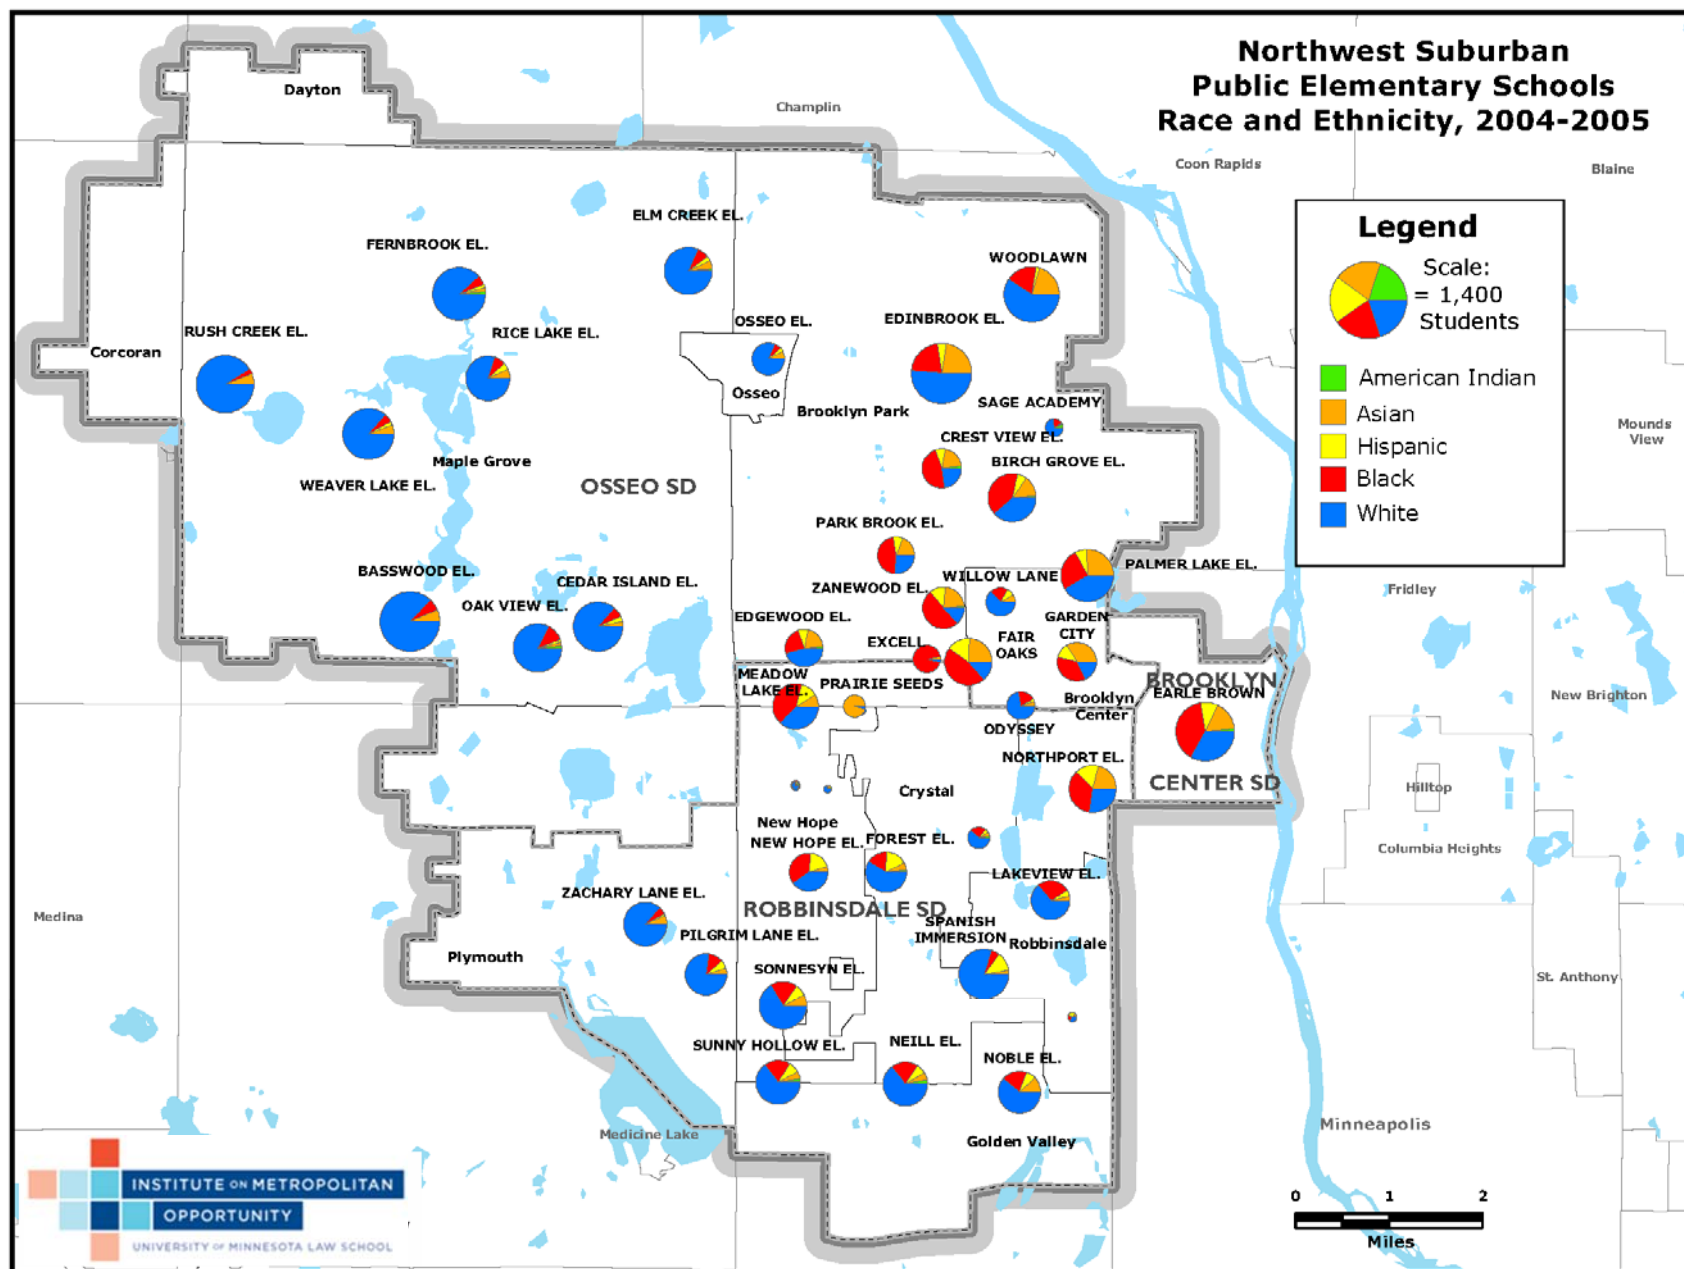 Northwest Suburban
Public Elementary Schools
Race and Ethnicity, 2004-2005
Dayton
Champlin
Coon Rapids
Blaine
Legend
Scale:
= 1,400
Students
American Indian
Asian
Hispanic
Black
White
ELM CREEK EL.
FERNBROOK EL.
WOODLAWN
RUSH CREEK EL.
RICE LAKE EL.
OSSEO EL.
EDINBROOK EL.
Corcoran
Osseo
Brooklyn Park
SAGE ACADEMY
Mounds
View
CREST VIEW EL.
BIRCH GROVE EL.
Maple Grove
WEAVER LAKE EL.
OSSEO SD
PARK BROOK EL.
BASSWOOD EL.
CEDAR ISLAND EL.
OAK VIEW EL.
WILLOW LANE
PALMER LAKE EL.
ZANEWOOD EL.
Fridley
EDGEWOOD EL.
GARDEN
CITY
EXCELL
FAIR
OAKS
MEADOW
LAKE EL.
PRAIRIE SEEDS
BROOKLYN
EARLE BROWN
Brooklyn
Center
New Brighton
ODYSSEY
NORTHPORT EL.
CENTER SD
Crystal
Hilltop
New Hope
NEW HOPE EL.
FOREST EL.
Columbia Heights
LAKEVIEW EL.
ZACHARY LANE EL.
ROBBINSDALE SD
Medina
SPANISH
IMMERSION
Robbinsdale
PILGRIM LANE EL.
Plymouth
SONNESYN EL.
St. Anthony
SUNNY HOLLOW EL.
NEILL EL.
NOBLE EL.
Minneapolis
Medicine Lake
Golden Valley
INSTITUTE ON METROPOLITAN
OPPORTUNITY
UNIVERSITY OF MINNESOTA LAW SCHOOL
0 1 2
Miles